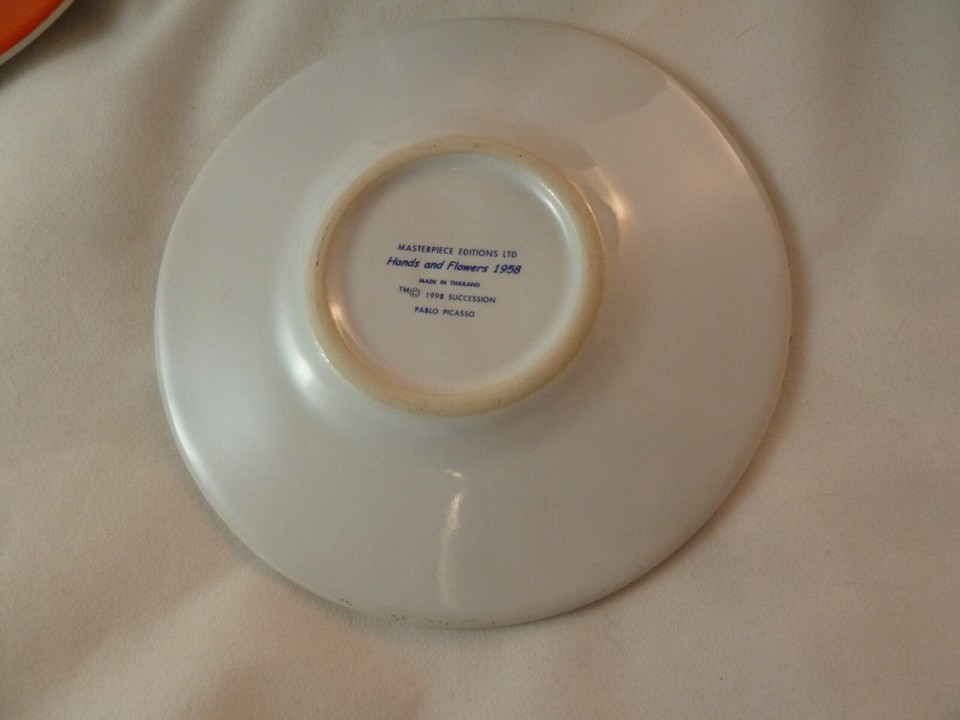 MASTERPIECE EDITIONS LTD
Hands and Flowers 1958
MADE IN THAILAND
TM© 1998 SUCCESSION
PABLO PICASSO